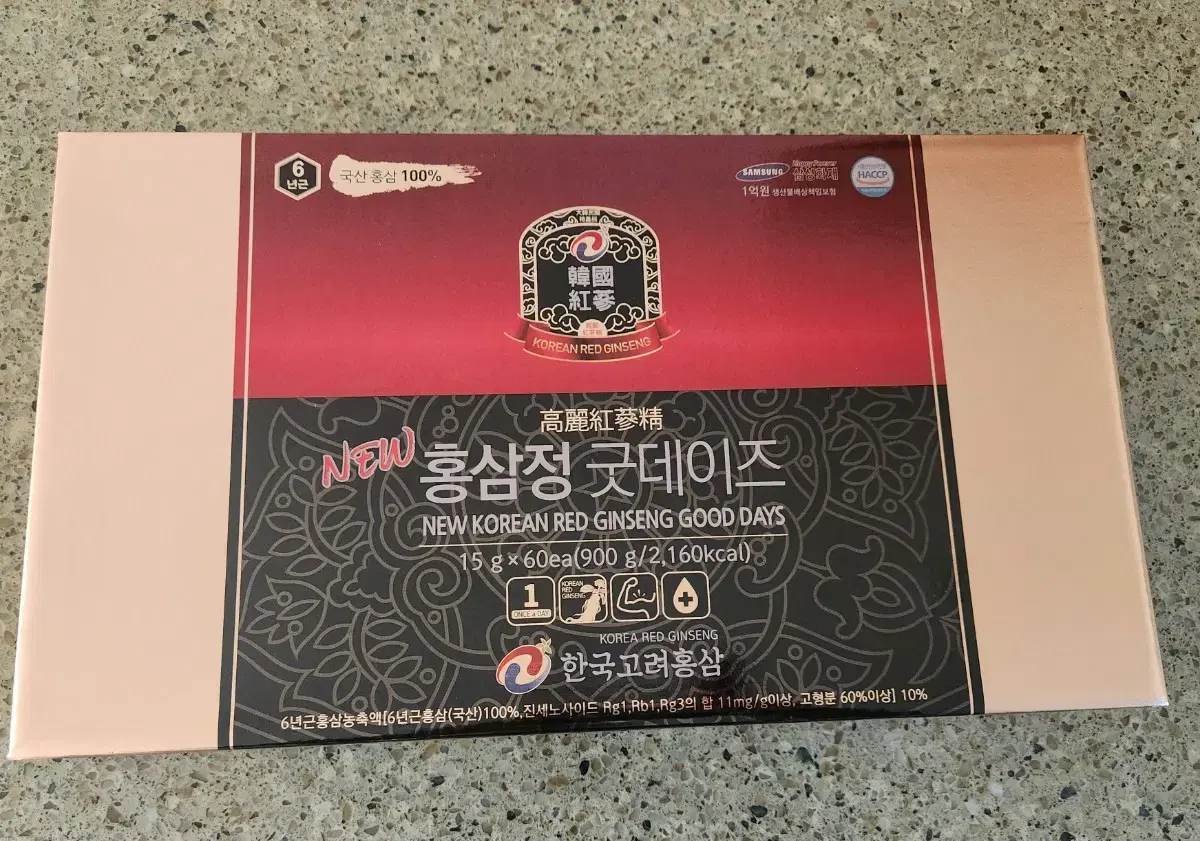 6
년근
국산 홍삼 100%
SAMSUNG
Happy Forever
삼성화재
1억원 생산물배상책임보험
HACCP
韓國
紅蔘
KOREAN RED GINSENG
高麗紅蔘精
NEW 홍삼정 굿데이즈
NEW KOREAN RED GINSENG GOOD DAYS
15 g × 60ea(900 g/2,160kcal)
1
ONCE a DAY
KOREAN
RED
GINSENG
KOREA RED GINSENG
한국고려홍삼
6년근홍삼농축액[6년근홍삼(국산)100%,진세노사이드 Rg1,Rb1,Rg3의 합 11mg/g이상, 고형분 60%이상] 10%